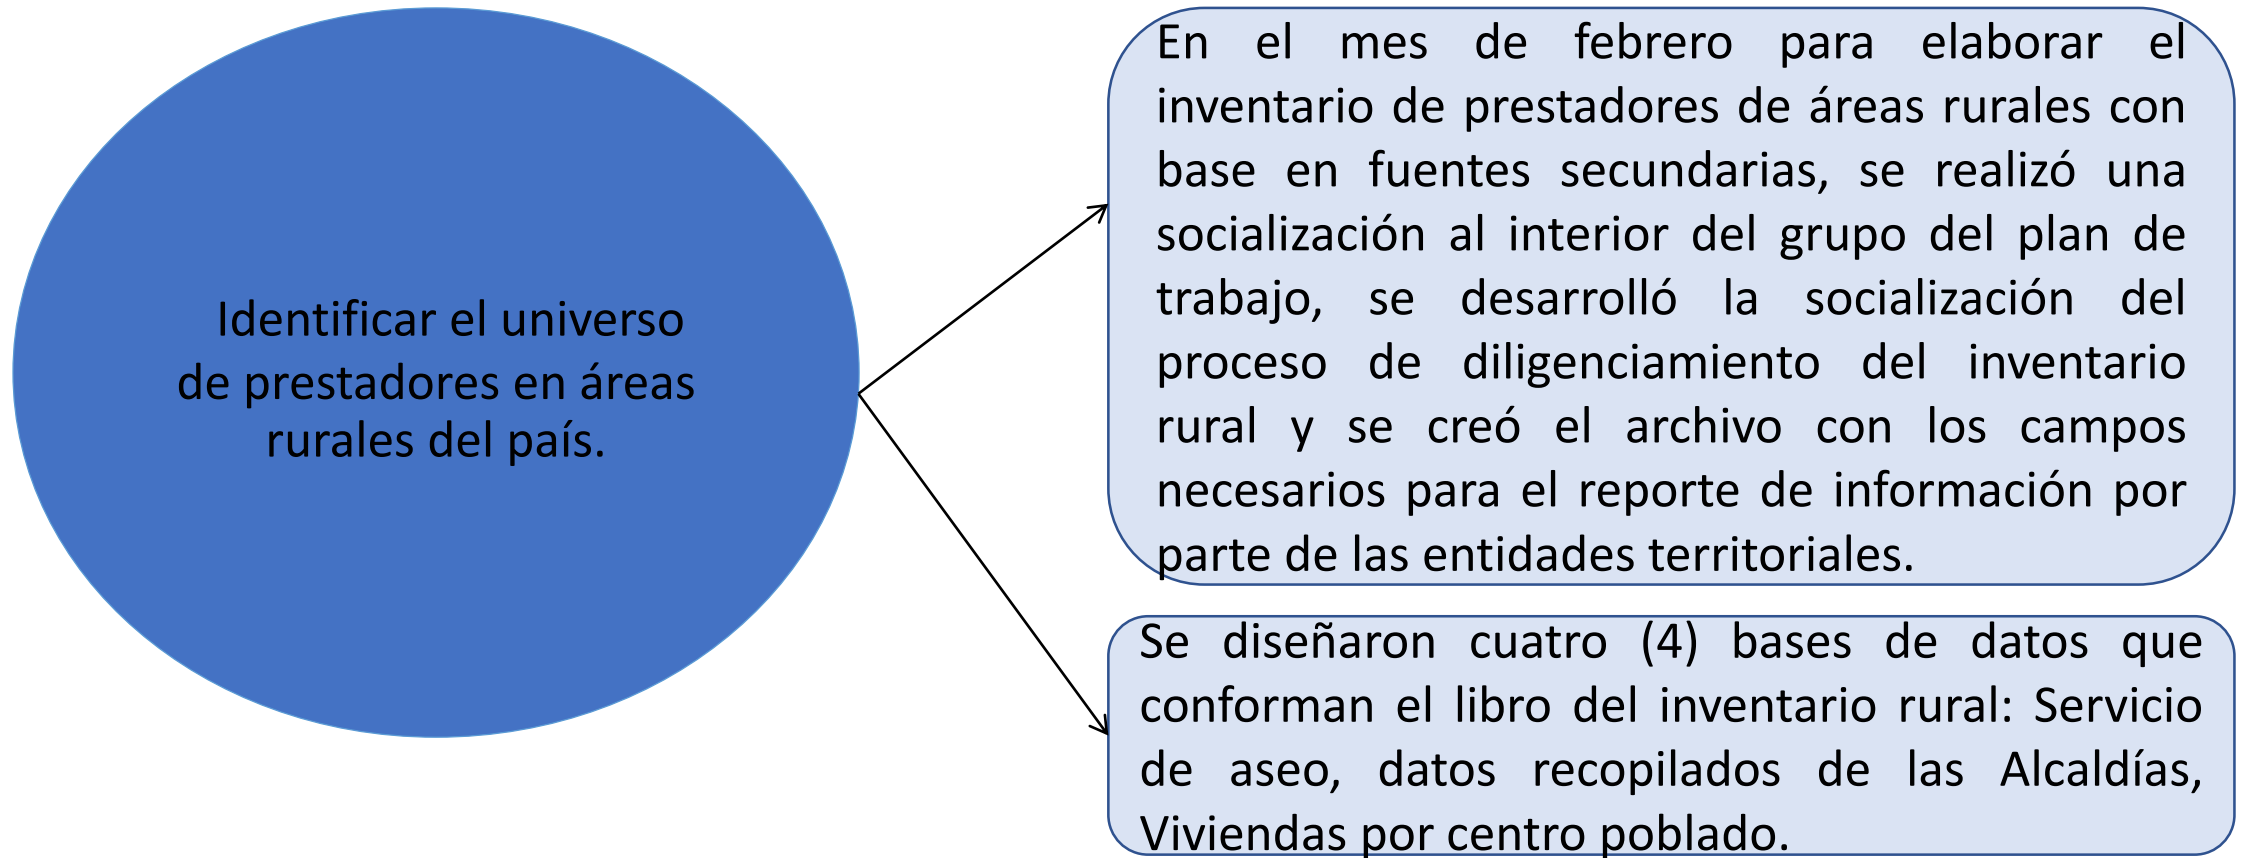 Identificar el universo
de prestadores en áreas
rurales del país.
En el mes de febrero para elaborar el
inventario de prestadores de áreas rurales con
base en fuentes secundarias, se realizó una
socialización al interior del grupo del plan de
trabajo, se desarrolló la socialización del
proceso de diligenciamiento del inventario
rural y se creó el archivo con los campos
necesarios para el reporte de información por
parte de las entidades territoriales.
Se diseñaron cuatro (4) bases de datos que
conforman el libro del inventario rural: Servicio
de aseo, datos recopilados de las Alcaldías,
Viviendas por centro poblado.